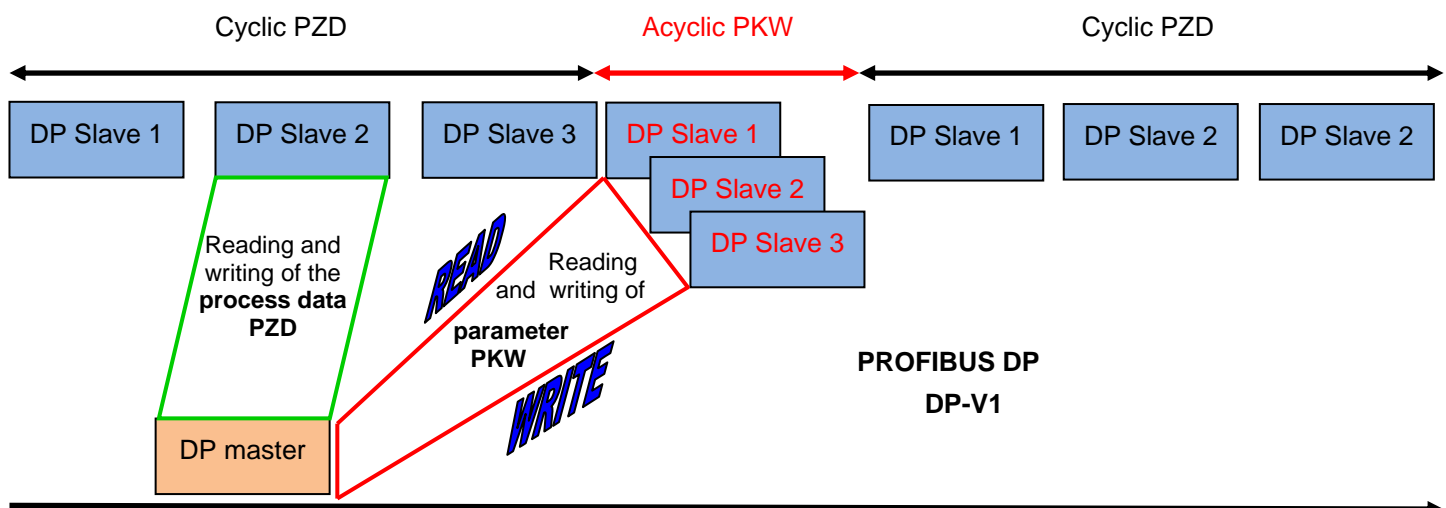 Cyclic PZD
Acyclic PKW
Cyclic PZD
DP Slave 1
DP Slave 2
DP Slave 3
DP Slave 1
DP Slave 2
DP Slave 3
DP Slave 1
DP Slave 2
DP Slave 2
Reading and
writing of the
process data
PZD
READ
Reading
and writing of
parameter
PKW
WRITE
PROFIBUS DP
DP-V1
DP master